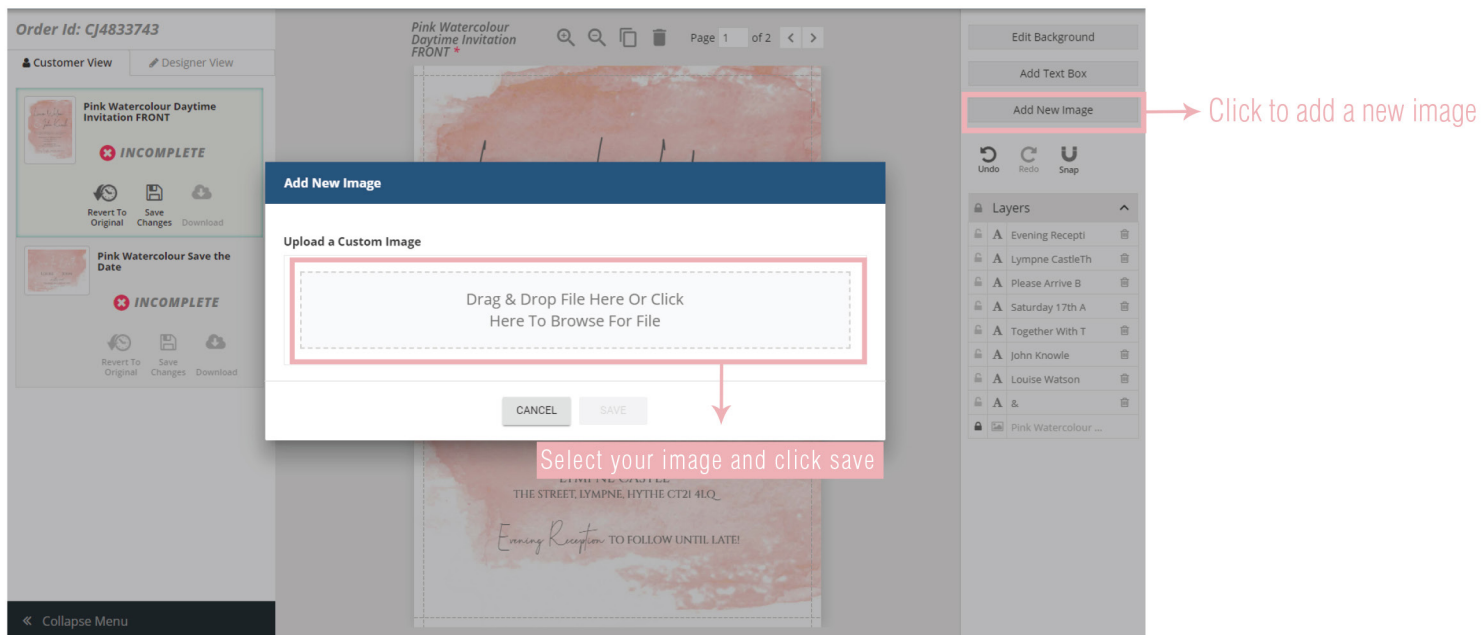 Order Id: CJ4833743
Customer View
Designer View
Pink Watercolour Daytime
Invitation FRONT
INCOMPLETE
Revert To
Original
Save
Changes
Download
Pink Watercolour Save the
Date
INCOMPLETE
Revert To
Original
Save
Changes
Download
« Collapse Menu
Pink Watercolour
Daytime Invitation
FRONT *
Page 1 of 2 < >
Add New Image
Upload a Custom Image
Drag & Drop File Here Or Click
Here To Browse For File
CANCEL
SAVE
Select your image and click save
LYMPNE CASTLE
THE STREET, LYMPNE, HYTHE CT21 4LQ
Evening Reception TO FOLLOW UNTIL LATE!
Edit Background
Add Text Box
Add New Image
Click to add a new image
Undo
Redo
Snap
Layers
A Evening Recepti
A Lympne CastleTh
A Please Arrive B
A Saturday 17th A
A Together With T
A John Knowle
A Louise Watson
A &
Pink Watercolour ...